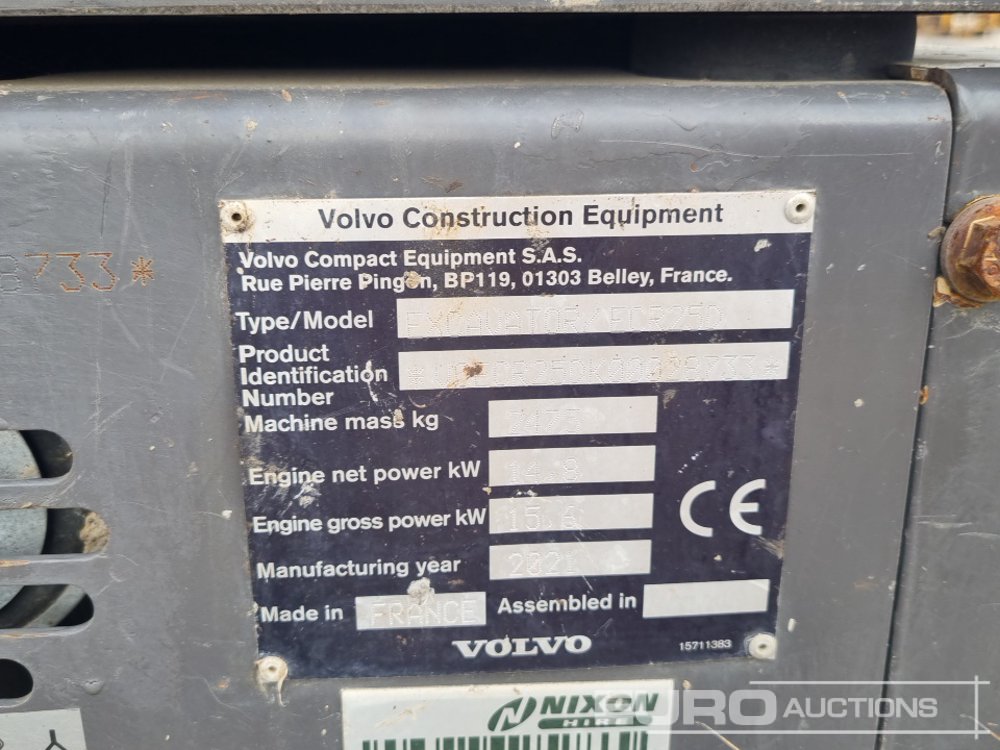 8733*
Volvo Construction Equipment
Volvo Compact Equipment S.A.S.
Rue Pierre Pingon, BP119, 01303 Belley, France.
Type/Model EXCAVATOR/ECR25D
Product
Identification
Number
Machine mass kg 2475
Engine net power kW 14.8
Engine gross power kW
Manufacturing year 2021
Made in FRANCE Assembled in
CE
VOLVO
15711383
NIXON
HIRE
EURO AUCTIONS